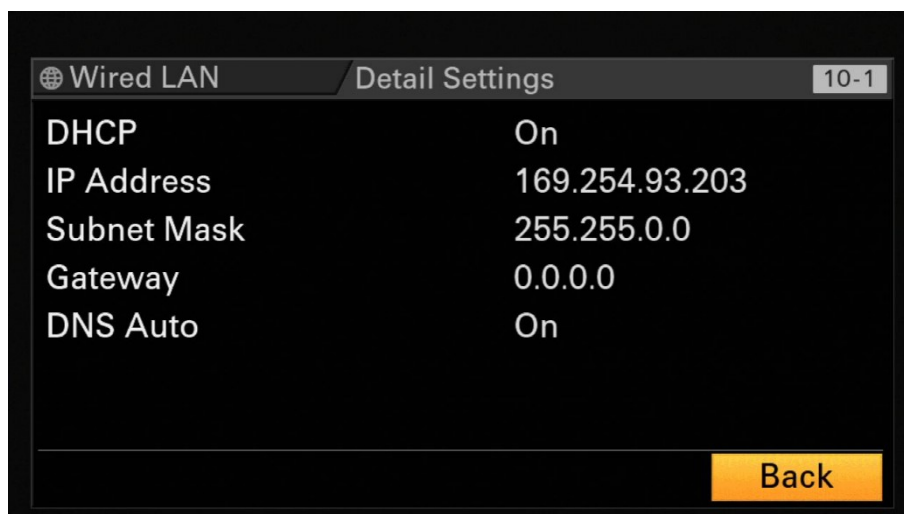 Wired LAN Detail Settings 10-1
DHCP On
IP Address 169.254.93.203
Subnet Mask 255.255.0.0
Gateway 0.0.0.0
DNS Auto On
Back